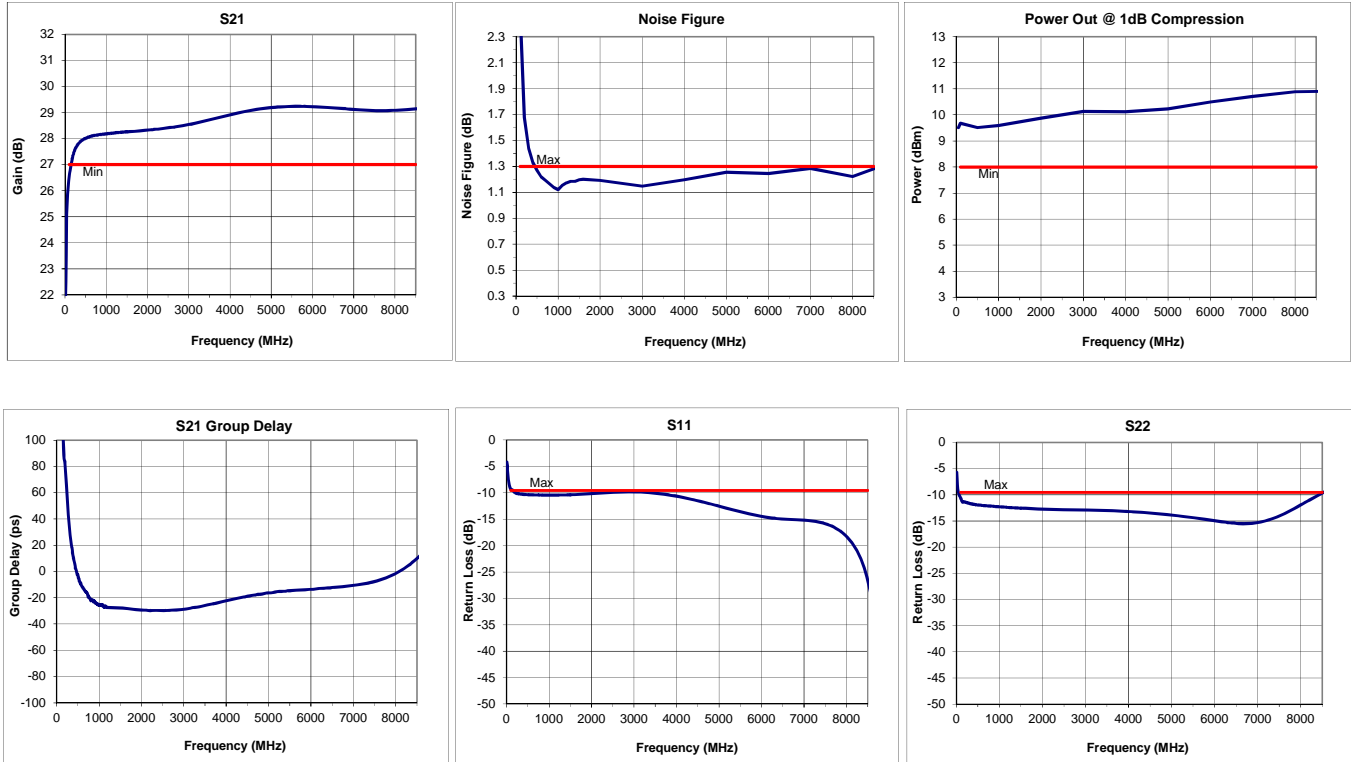 S21
Gain (dB)
32
31
30
29
28
27
26
25
24
23
22
Min
0 1000 2000 3000 4000 5000 6000 7000 8000
Frequency (MHz)
Noise Figure
Noise Figure (dB)
2.3
2.1
1.9
1.7
1.5
1.3
1.1
0.9
0.7
0.5
0.3
Max
0 1000 2000 3000 4000 5000 6000 7000 8000
Frequency (MHz)
Power Out @ 1dB Compression
Power (dBm)
13
12
11
10
9
8
7
6
5
4
3
Min
0 1000 2000 3000 4000 5000 6000 7000 8000
Frequency (MHz)
S21 Group Delay
Group Delay (ps)
100
80
60
40
20
0
-20
-40
-60
-80
-100
0 1000 2000 3000 4000 5000 6000 7000 8000
Frequency (MHz)
S11
Return Loss (dB)
0
-5
-10
-15
-20
-25
-30
-35
-40
-45
-50
Max
0 1000 2000 3000 4000 5000 6000 7000 8000
Frequency (MHz)
S22
Return Loss (dB)
0
-5
-10
-15
-20
-25
-30
-35
-40
-45
-50
Max
0 1000 2000 3000 4000 5000 6000 7000 8000
Frequency (MHz)